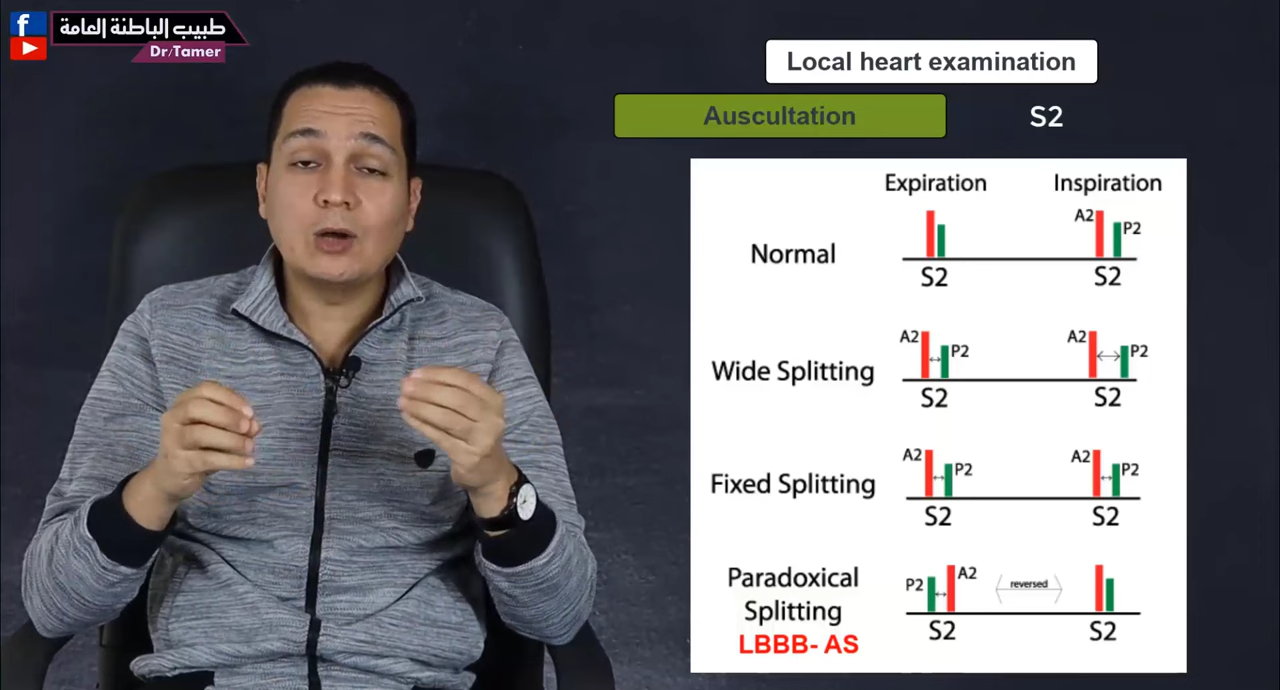 f
طبيب الباطنة العامة
Dr/Tamer
Local heart examination
Auscultation
S2
Expiration
Inspiration
Normal
S2
A2
P2
S2
Wide Splitting
A2
P2
S2
A2
P2
S2
Fixed Splitting
A2
P2
S2
A2
P2
S2
Paradoxical
Splitting
LBBB- AS
P2
A2
S2
reversed
S2